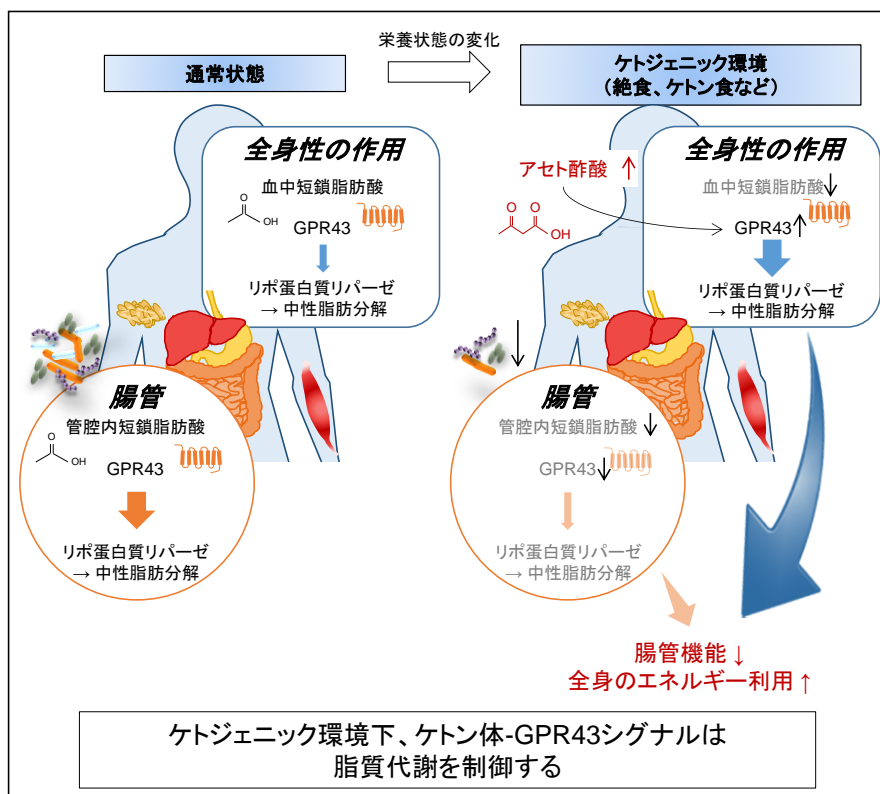 栄養状態の変化
通常状態
ケトジェニック環境
（絶食、ケトン食など）
全身性の作用
血中短鎖脂肪酸
O
OH
GPR43
リポ蛋白質リパーゼ
→ 中性脂肪分解
腸管
管腔内短鎖脂肪酸
O
OH
GPR43
リポ蛋白質リパーゼ
→ 中性脂肪分解
全身性の作用
アセト酢酸 ↑
血中短鎖脂肪酸↓
O O
OH
GPR43↑
リポ蛋白質リパーゼ
→ 中性脂肪分解
↓
腸管
管腔内短鎖脂肪酸↓
GPR43↓
リポ蛋白質リパーゼ
→ 中性脂肪分解
腸管機能↓
全身のエネルギー利用↑
ケトジェニック環境下、ケトン体-GPR43シグナルは
脂質代謝を制御する